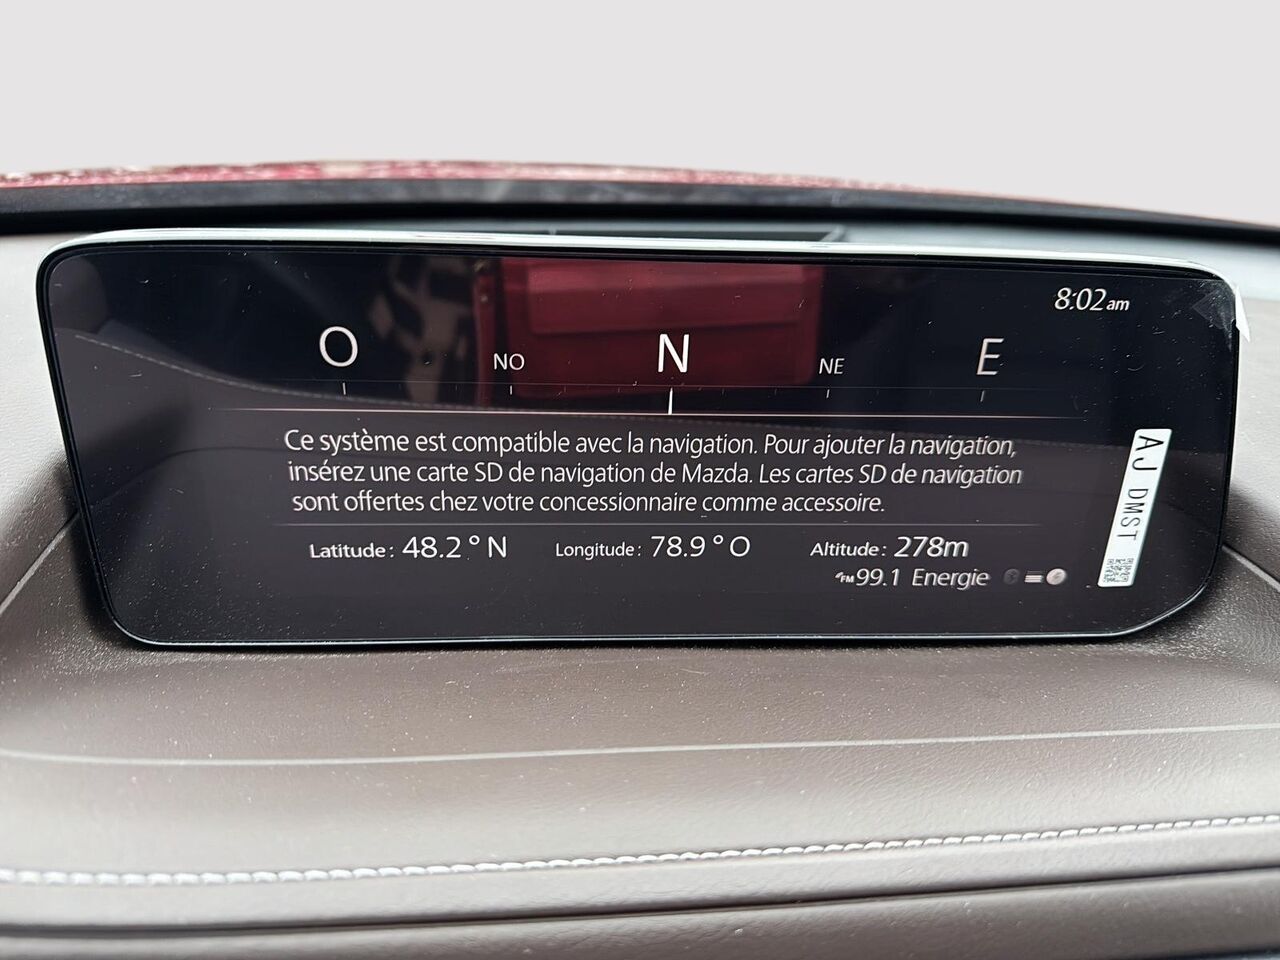 8:02 am
O NO N NE E
Ce système est compatible avec la navigation. Pour ajouter la navigation,
insérez une carte SD de navigation de Mazda. Les cartes SD de navigation
sont offertes chez votre concessionnaire comme accessoire.
Latitude : 48.2 ° N Longitude : 78.9 ° O Altitude : 278m
FM 99.1 Energie
AJ DMST